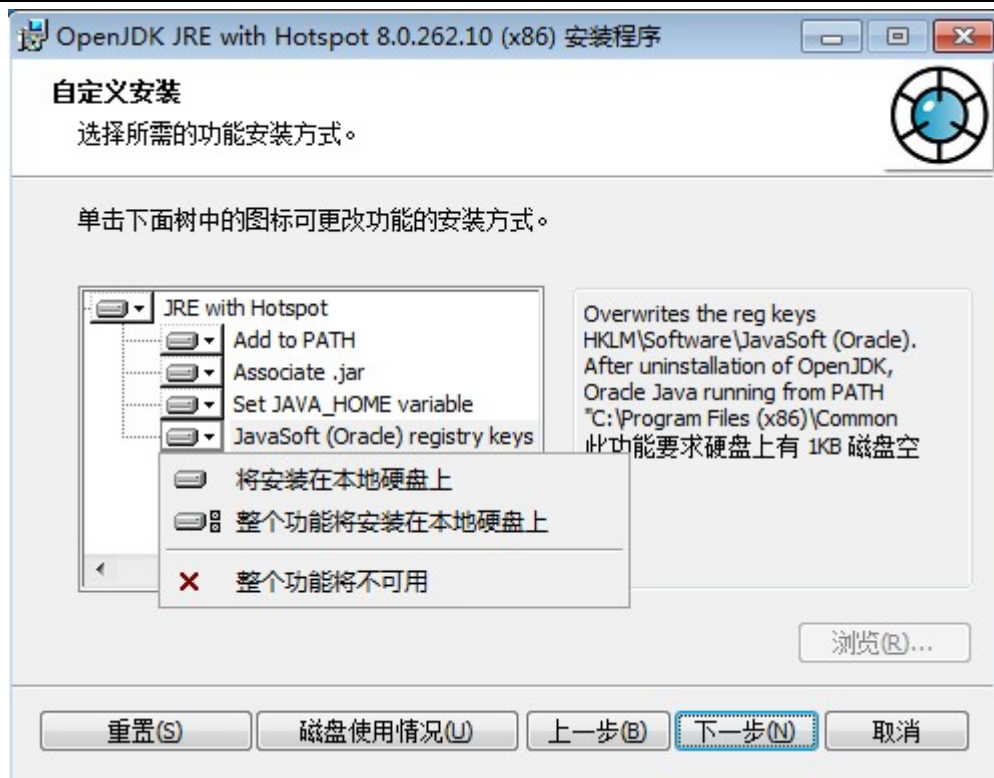 OpenJDK JRE with Hotspot 8.0.262.10 (x86) 安装程序
自定义安装
选择所需的功能安装方式。
单击下面树中的图标可更改功能的安装方式。
JRE with Hotspot
Add to PATH
Associate .jar
Set JAVA_HOME variable
JavaSoft (Oracle) registry keys
将安装在本地硬盘上
整个功能将安装在本地硬盘上
整个功能将不可用
Overwrites the reg keys
HKLM\Software\JavaSoft (Oracle).
After uninstallation of OpenJDK,
Oracle Java running from PATH
"C:\Program Files (x86)\Common
此功能要求硬盘上有 1KB 磁盘空
浏览(R)...
重置(S)
磁盘使用情况(U)
上一步(B)
下一步(N)
取消